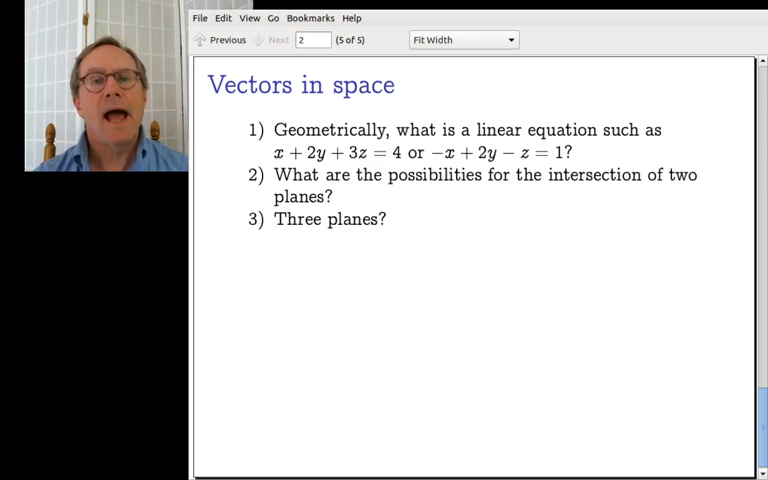 File Edit View Go Bookmarks Help
Previous Next 2 (5 of 5) Fit Width
Vectors in space
1) Geometrically, what is a linear equation such as
x + 2y + 3z = 4 or −x + 2y − z = 1?
2) What are the possibilities for the intersection of two
planes?
3) Three planes?